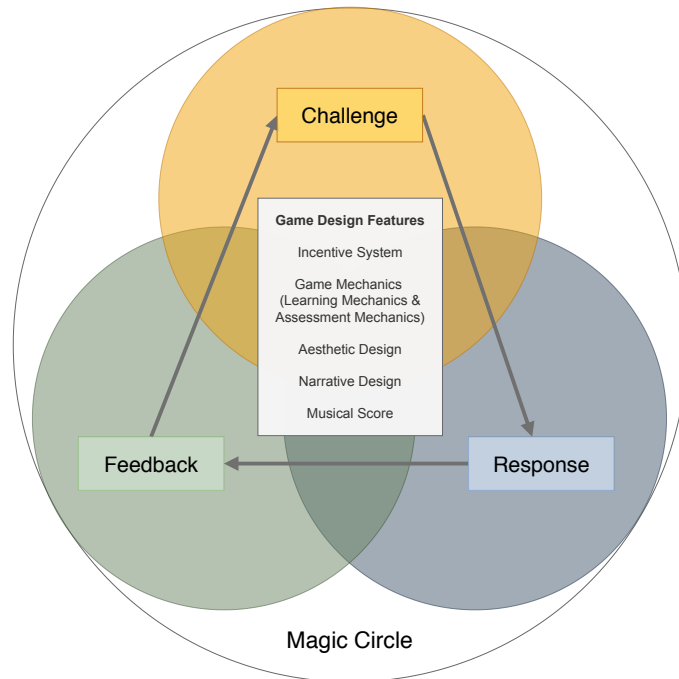 Challenge
Game Design Features
Incentive System
Game Mechanics
(Learning Mechanics &
Assessment Mechanics)
Aesthetic Design
Narrative Design
Musical Score
Feedback
Response
Magic Circle